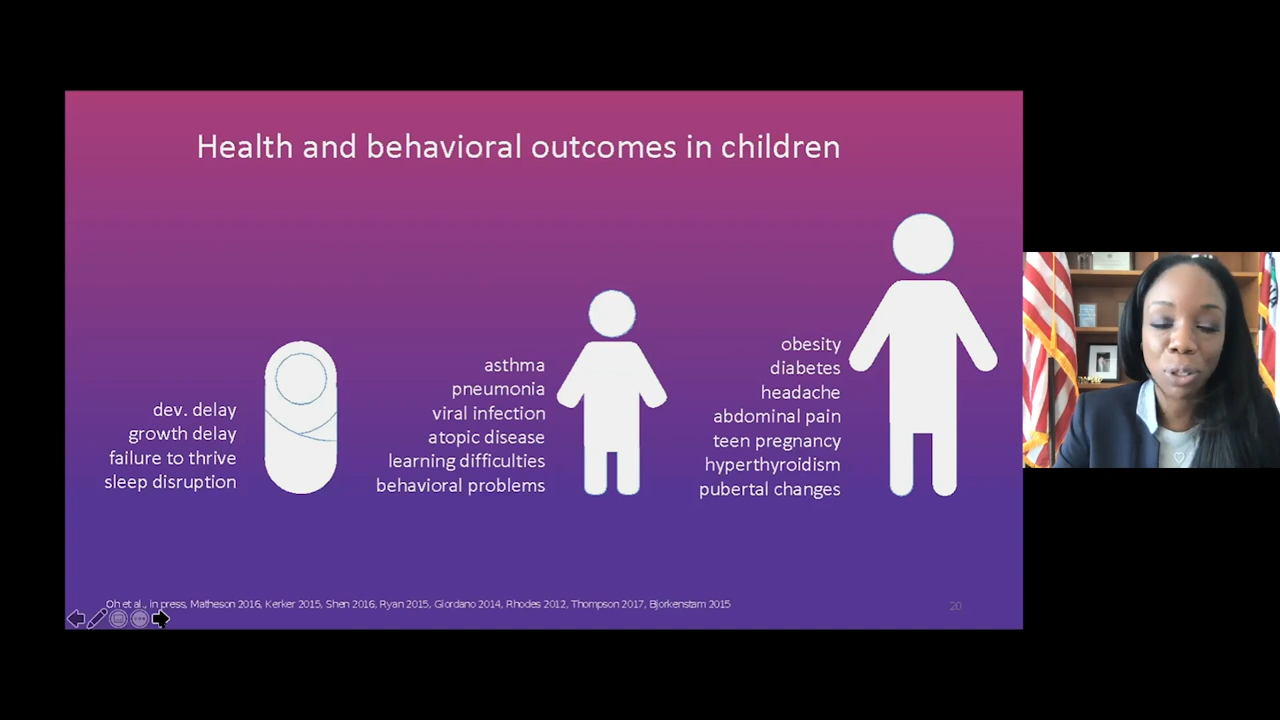 Health and behavioral outcomes in children
dev. delay
growth delay
failure to thrive
sleep disruption
asthma
pneumonia
viral infection
atopic disease
learning difficulties
behavioral problems
obesity
diabetes
headache
abdominal pain
teen pregnancy
hyperthyroidism
pubertal changes
Oh et al., in press, Matheson 2016, Kerker 2015, Shen 2016, Ryan 2015, Giordano 2014, Rhodes 2012, Thompson 2017, Bjorkenstam 2015
20